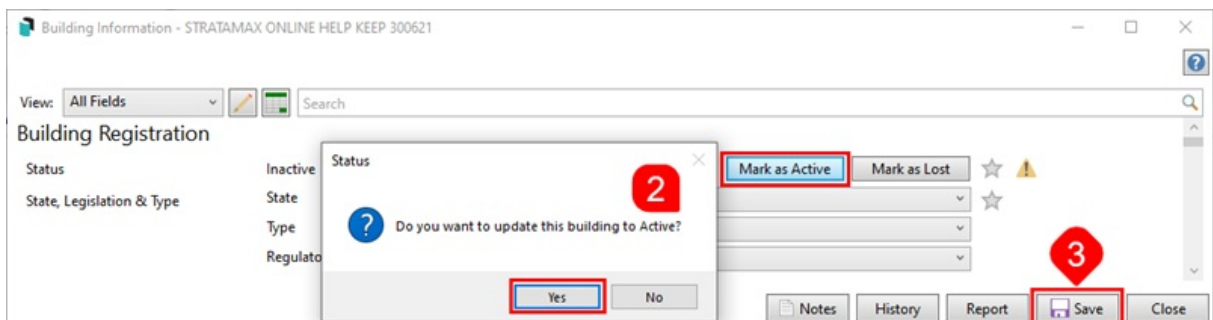 Building Information - STRATAMAX ONLINE HELP KEEP 300621
View: All Fields Search
Building Registration
Status Inactive Mark as Active Mark as Lost
State, Legislation & Type State
Type
Regulato
Status
2
Do you want to update this building to Active?
Yes No
3
Notes History Report Save Close